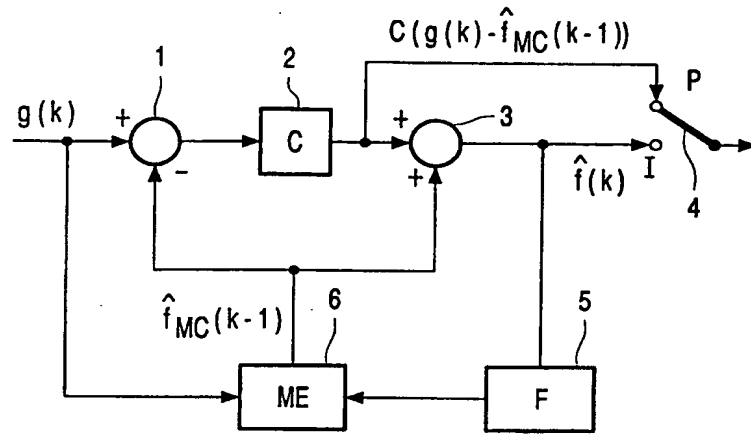 C(g(k)-f̂MC(k-1))
1
2
P
g(k)
+
C
+
3
-
+
I
f̂(k)
4
f̂MC(k-1)
6
5
ME
F